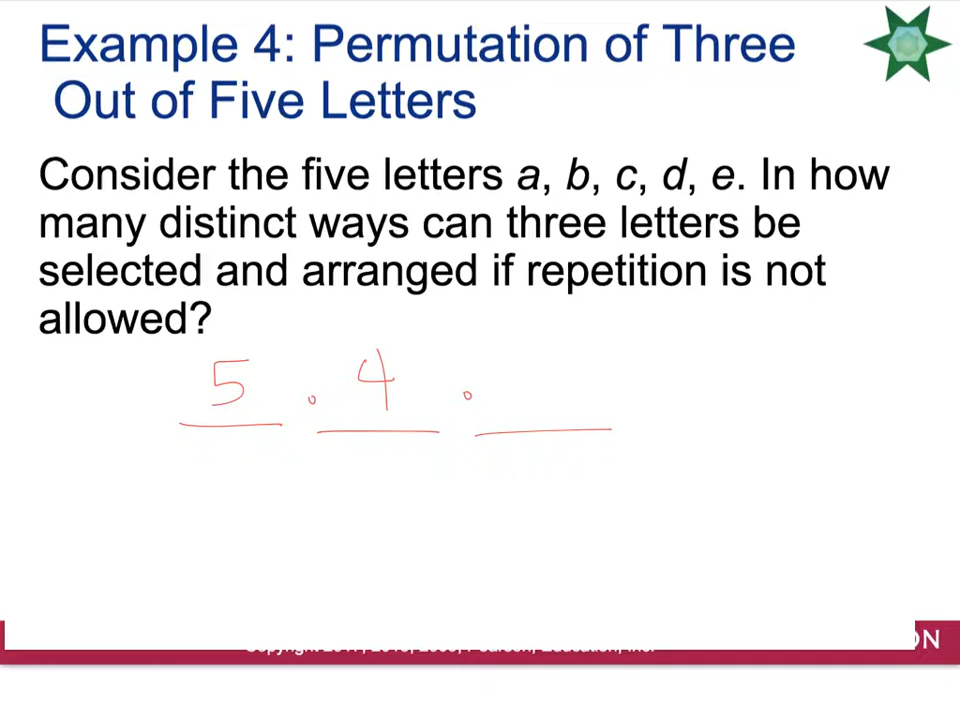 Example 4: Permutation of Three
Out of Five Letters
Consider the five letters a, b, c, d, e. In how
many distinct ways can three letters be
selected and arranged if repetition is not
allowed?
5 . 4 .
ON